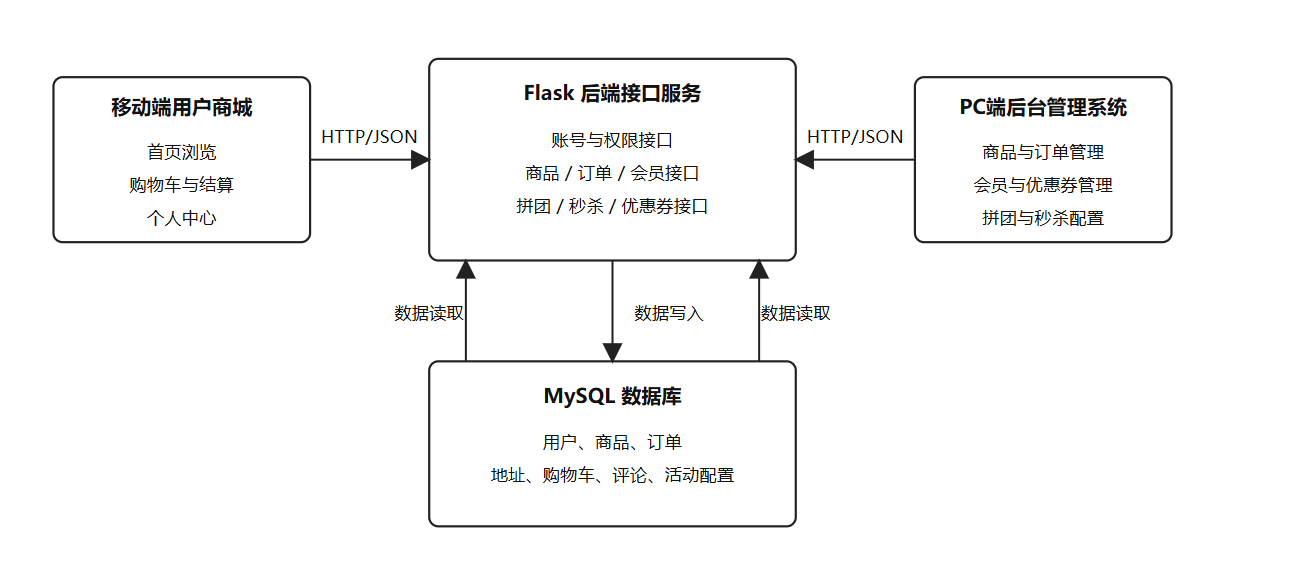 移动端用户商城
首页浏览
购物车与结算
个人中心
HTTP/JSON
Flask 后端接口服务
账号与权限接口
商品 / 订单 / 会员接口
拼团 / 秒杀 / 优惠券接口
HTTP/JSON
PC端后台管理系统
商品与订单管理
会员与优惠券管理
拼团与秒杀配置
数据读取
数据写入
数据读取
MySQL 数据库
用户、商品、订单
地址、购物车、评论、活动配置